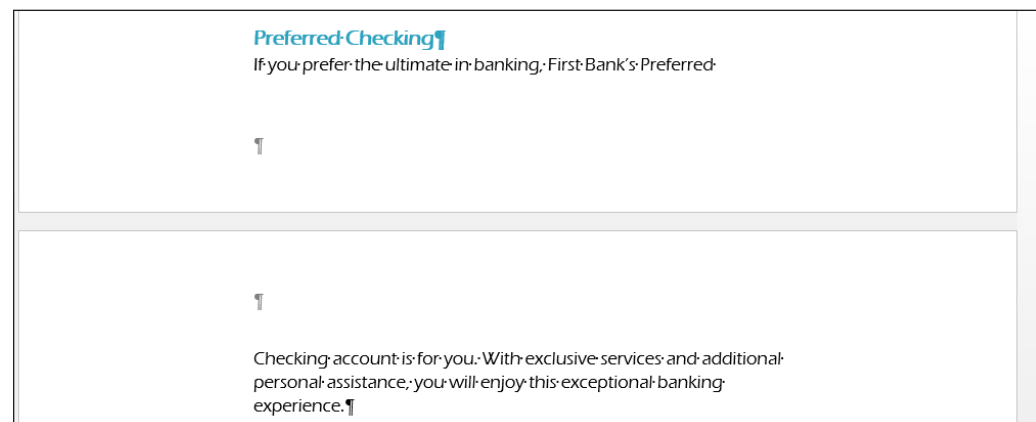 Preferred·Checking¶
If·you·prefer·the·ultimate·in·banking,·First·Bank's·Preferred·
¶
¶
Checking·account·is·for·you.·With·exclusive·services·and·additional·
personal·assistance,·you·will·enjoy·this·exceptional·banking·
experience.¶